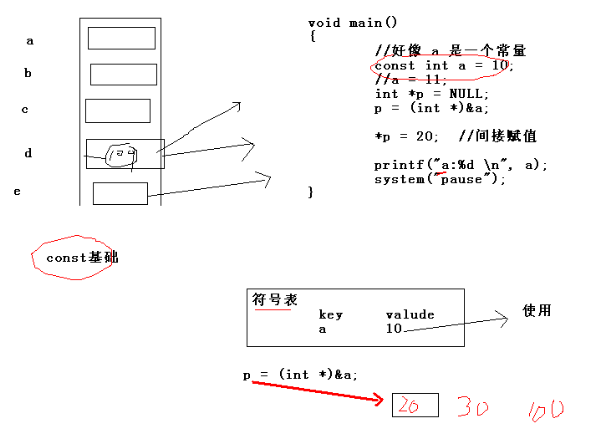 a
b
c
d
e
void main()
{
//好像 a 是一个常量
const int a = 10;
//a = 11;
int *p = NULL;
p = (int *)&a;
*p = 20; //间接赋值
printf("a:%d \n", a);
system("pause");
}
const基础
符号表
key valude
a 10
使用
p = (int *)&a;
20 30 100